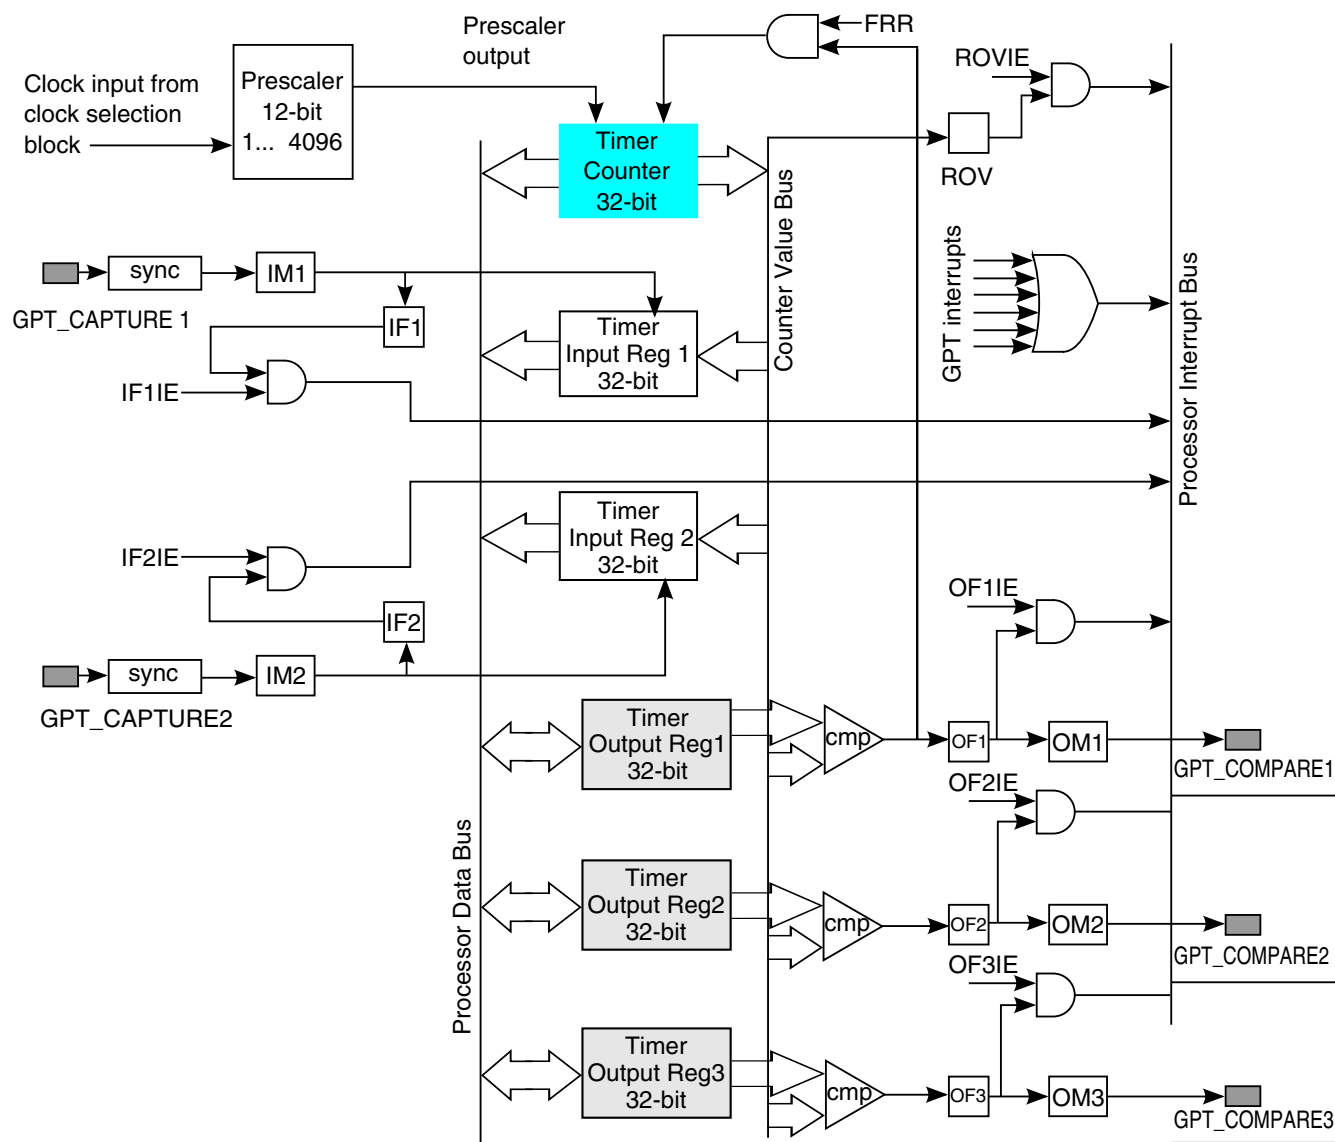 Prescaler
output
FRR
ROVIE
Clock input from
clock selection
block
Prescaler
12-bit
1... 4096
Timer
Counter
32-bit
ROV
Counter Value Bus
GPT interrupts
Processor Interrupt Bus
sync
IM1
GPT_CAPTURE 1
IF1
Timer
Input Reg 1
32-bit
IF1IE
IF2IE
Timer
Input Reg 2
32-bit
IF2
sync
IM2
GPT_CAPTURE2
OF1IE
Timer
Output Reg1
32-bit
cmp
OF1
OM1
GPT_COMPARE1
OF2IE
Processor Data Bus
Timer
Output Reg2
32-bit
cmp
OF2
OM2
GPT_COMPARE2
OF3IE
Timer
Output Reg3
32-bit
cmp
OF3
OM3
GPT_COMPARE3